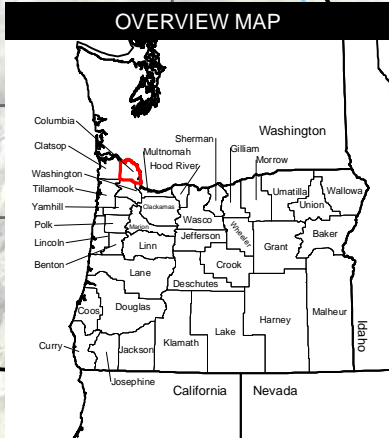 OVERVIEW MAP
Columbia
Clatsop
Washington
Tillamook
Yamhill
Polk
Lincoln
Benton
Multnomah
Hood River
Sherman
Gilliam
Morrow
Washington
Umatilla
Wallowa
Union
Clackamas
Wasco
Marion
Jefferson
Wheeler
Baker
Linn
Grant
Crook
Lane
Deschutes
Coos
Douglas
Harney
Malheur
Lake
Curry
Jackson
Klamath
Josephine
Idaho
California
Nevada